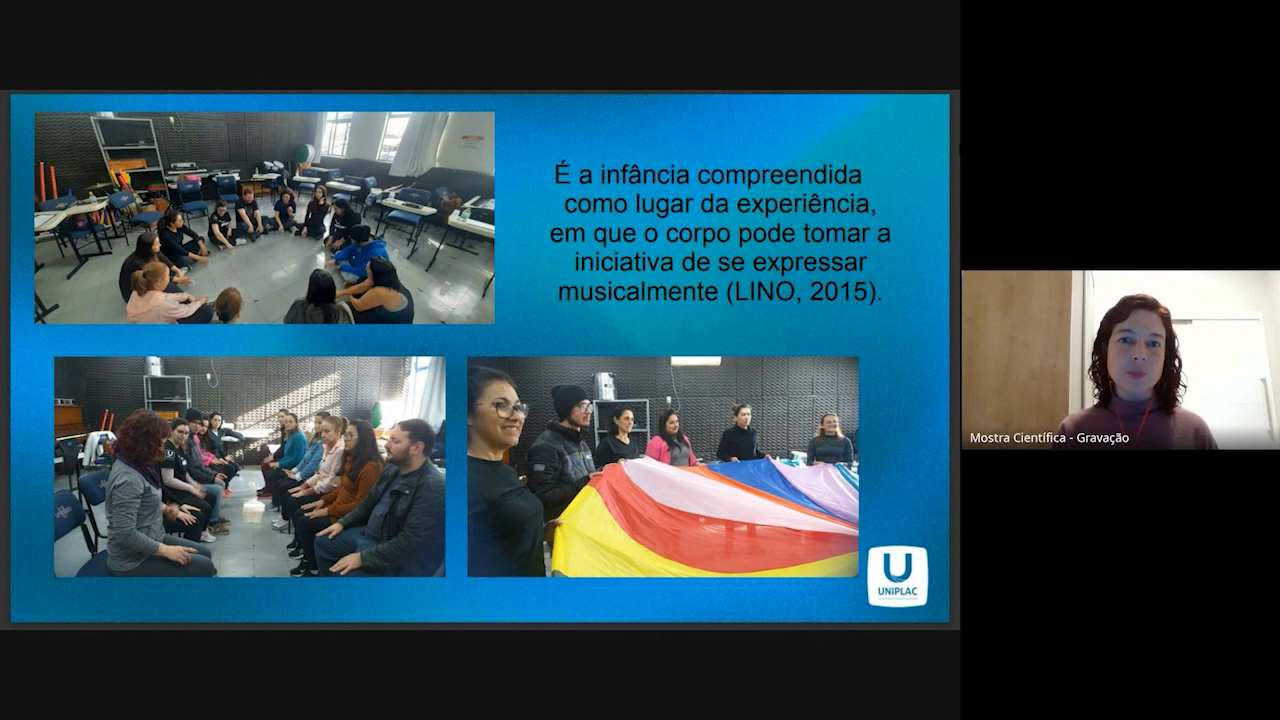 É a infância compreendida
como lugar da experiência,
em que o corpo pode tomar a
iniciativa de se expressar
musicalmente (LINO, 2015).
Mostra Científica - Gravação
U
UNIPLAC